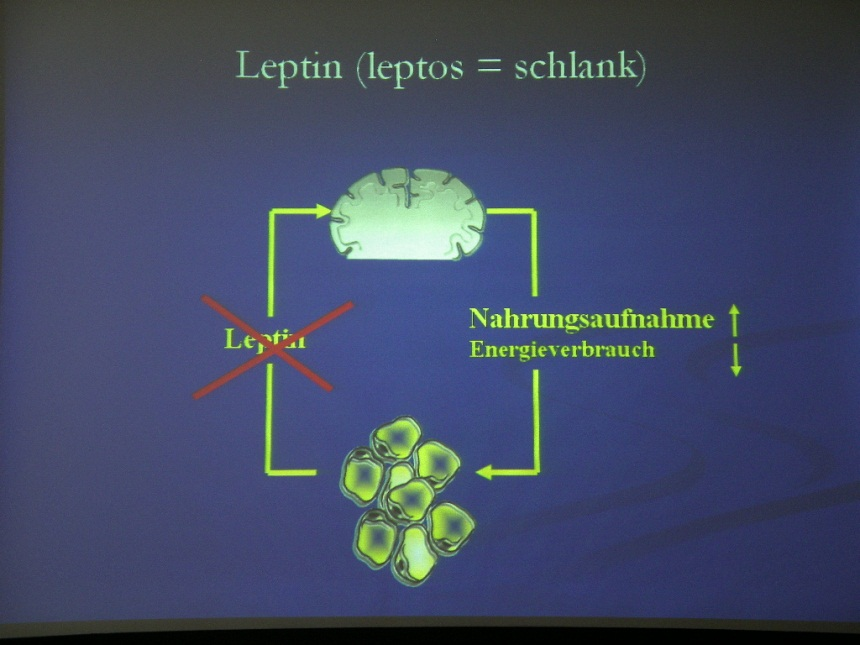 Leptin (leptos = schlank)
Leptin
Nahrungsaufnahme ↑
Energieverbrauch ↓